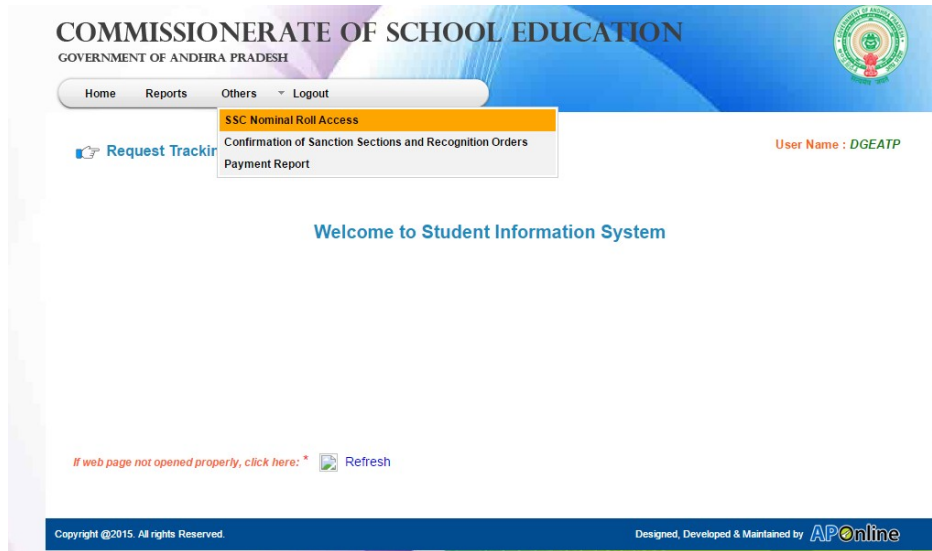 COMMISSIONERATE OF SCHOOL EDUCATION
GOVERNMENT OF ANDHRA PRADESH
Home Reports Others Logout
SSC Nominal Roll Access
Confirmation of Sanction Sections and Recognition Orders
Payment Report
Request Trackin
User Name : DGEATP
Welcome to Student Information System
If web page not opened properly, click here: * Refresh
Copyright @2015. All rights Reserved.
Designed, Developed & Maintained by APOnline